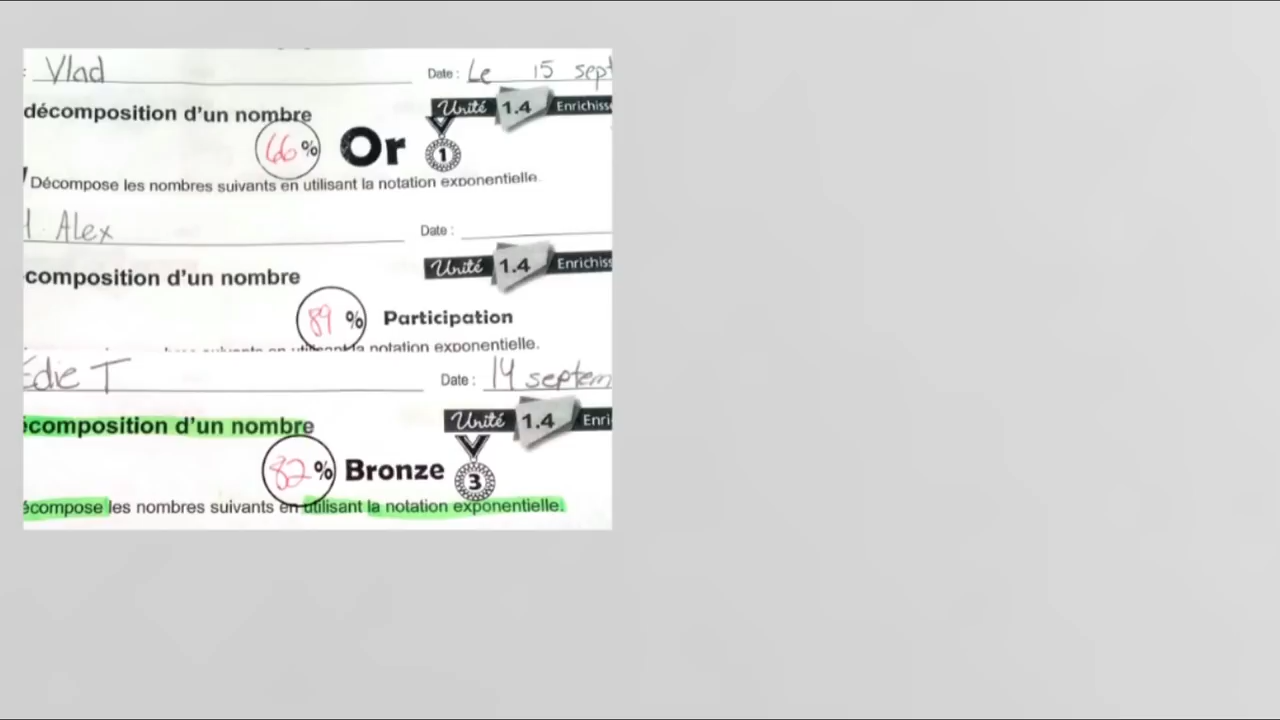 : Vlad Date : Le 15 sept
décomposition d'un nombre Unité 1.4 Enrichiss
66 % Or 1
Décompose les nombres suivants en utilisant la notation exponentielle.
Alex Date :
composition d'un nombre Unité 1.4 Enrichis
89 % Participation
utilisant la notation exponentielle.
Edie T Date : 14 septem
écomposition d'un nombre Unité 1.4 Enri
82 % Bronze 3
écompose les nombres suivants en utilisant la notation exponentielle.